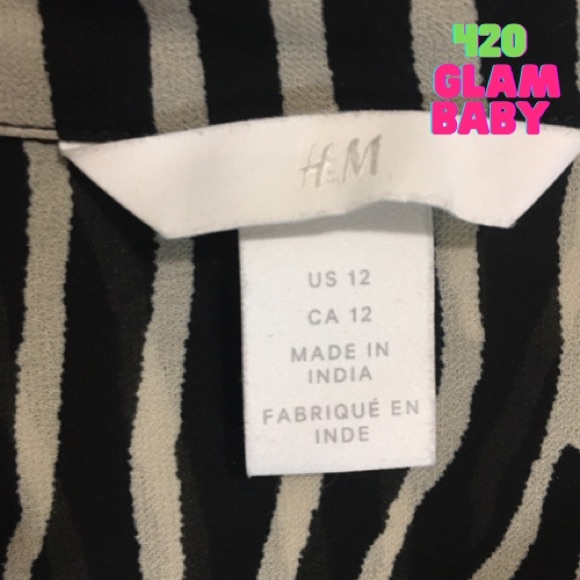 420
GLAM
BABY
H&M
US 12
CA 12
MADE IN
INDIA
FABRIQUÉ EN
INDE